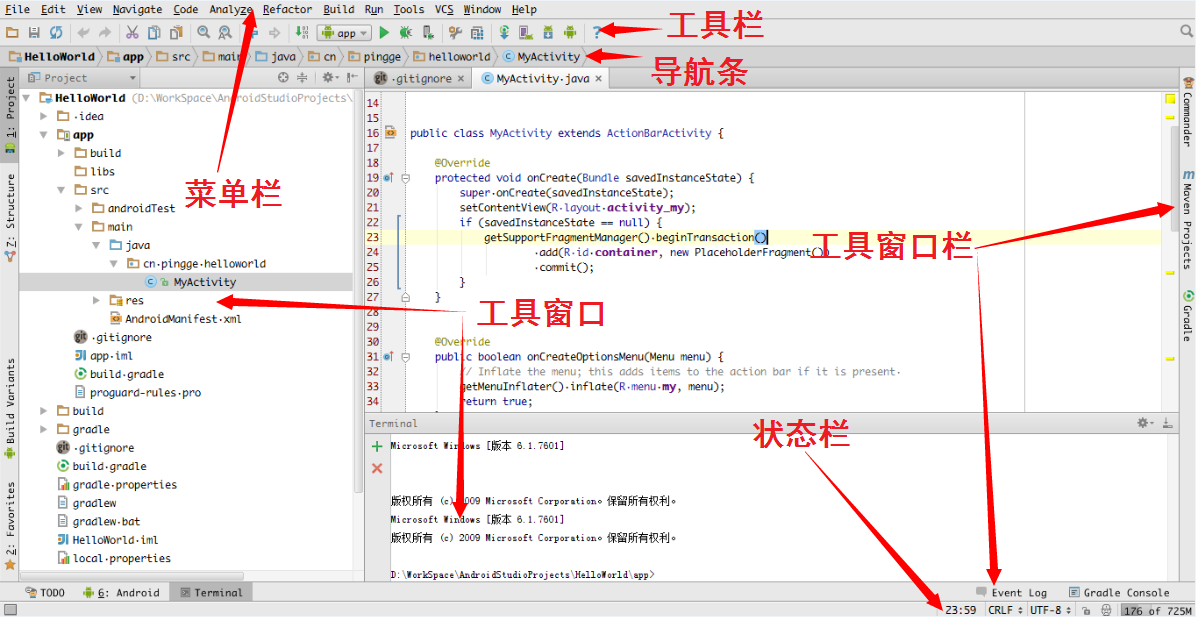 File Edit View Navigate Code Analyze Refactor Build Run Tools VCS Window Help
app
工具栏
HelloWorld app src main java cn pingge helloworld MyActivity
导航条
1: Project
Z: Structure
Build Variants
2: Favorites
Project
HelloWorld (D:\WorkSpace\AndroidStudioProjects\
.idea
app
build
libs
src
androidTest
main
java
cn.pingge.helloworld
MyActivity
res
AndroidManifest.xml
.gitignore
app.iml
build.gradle
proguard-rules.pro
build
gradle
.gitignore
build.gradle
gradle.properties
gradlew
gradlew.bat
HelloWorld.iml
local.properties
菜单栏
工具窗口
.gitignore MyActivity.java
14
15
16 public class MyActivity extends ActionBarActivity {
17
18 @Override
19 protected void onCreate(Bundle savedInstanceState) {
20 super.onCreate(savedInstanceState);
21 setContentView(R.layout.activity_my);
22 if (savedInstanceState == null) {
23 getSupportFragmentManager().beginTransaction()
24 .add(R.id.container, new PlaceholderFragment())
25 .commit();
26 }
27 }
28
29
30 @Override
31 public boolean onCreateOptionsMenu(Menu menu) {
32 // Inflate the menu; this adds items to the action bar if it is present.
33 getMenuInflater().inflate(R.menu.my, menu);
34 return true;
工具窗口栏
Commander
Maven Projects
Gradle
Terminal
状态栏
Microsoft Windows [版本 6.1.7601]
版权所有 (c) 2009 Microsoft Corporation。保留所有权利。
Microsoft Windows [版本 6.1.7601]
版权所有 (c) 2009 Microsoft Corporation。保留所有权利。
D:\WorkSpace\AndroidStudioProjects\HelloWorld\app>
TODO 6: Android Terminal Event Log Gradle Console
23:59 CRLF UTF-8 176 of 725M